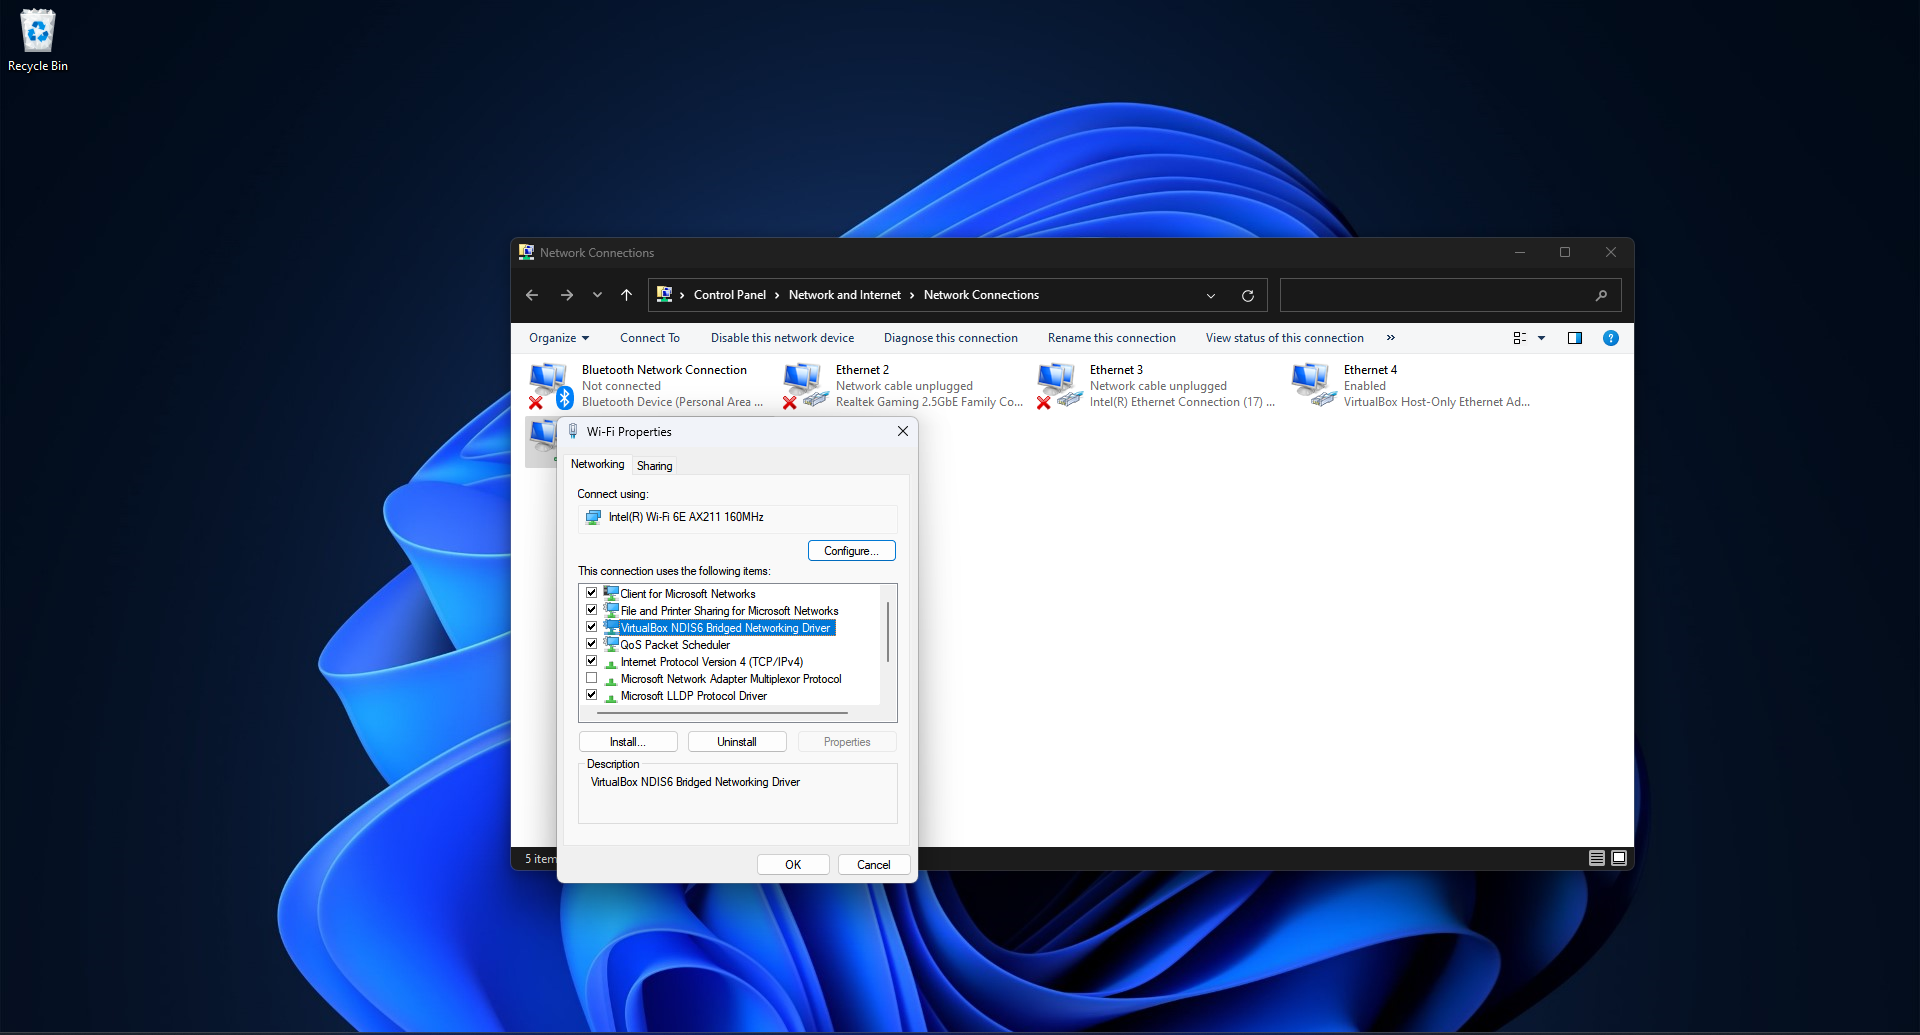 Recycle Bin
Network Connections
Control Panel > Network and Internet > Network Connections
Organize
Connect To
Disable this network device
Diagnose this connection
Rename this connection
View status of this connection
»
?
Bluetooth Network Connection
Not connected
Bluetooth Device (Personal Area ...
Ethernet 2
Network cable unplugged
Realtek Gaming 2.5GbE Family Co...
Ethernet 3
Network cable unplugged
Intel(R) Ethernet Connection (17) ...
Ethernet 4
Enabled
VirtualBox Host-Only Ethernet Ad...
Wi-Fi Properties
Networking
Sharing
Connect using:
Intel(R) Wi-Fi 6E AX211 160MHz
Configure...
This connection uses the following items:
Client for Microsoft Networks
File and Printer Sharing for Microsoft Networks
VirtualBox NDIS6 Bridged Networking Driver
QoS Packet Scheduler
Internet Protocol Version 4 (TCP/IPv4)
Microsoft Network Adapter Multiplexor Protocol
Microsoft LLDP Protocol Driver
Install...
Uninstall
Properties
Description
VirtualBox NDIS6 Bridged Networking Driver
OK
Cancel
5 item